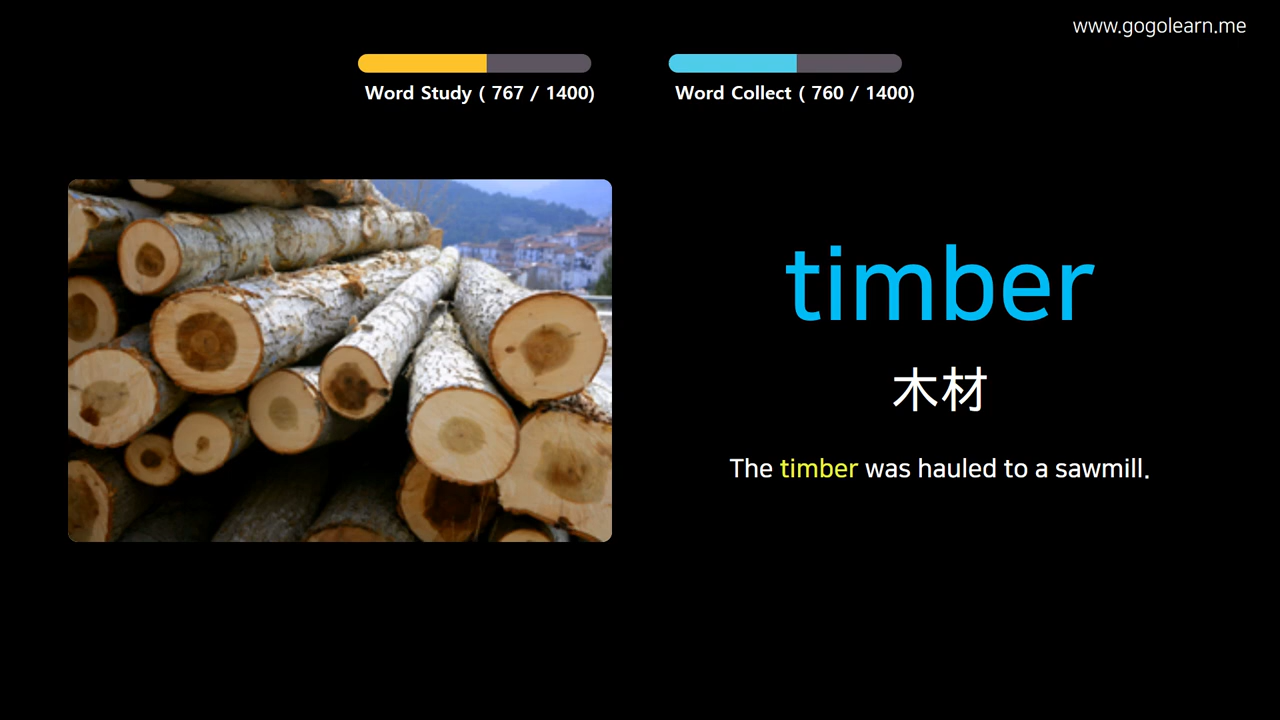 www.gogolearn.me
Word Study ( 767 / 1400)
Word Collect ( 760 / 1400)
timber
木材
The timber was hauled to a sawmill.